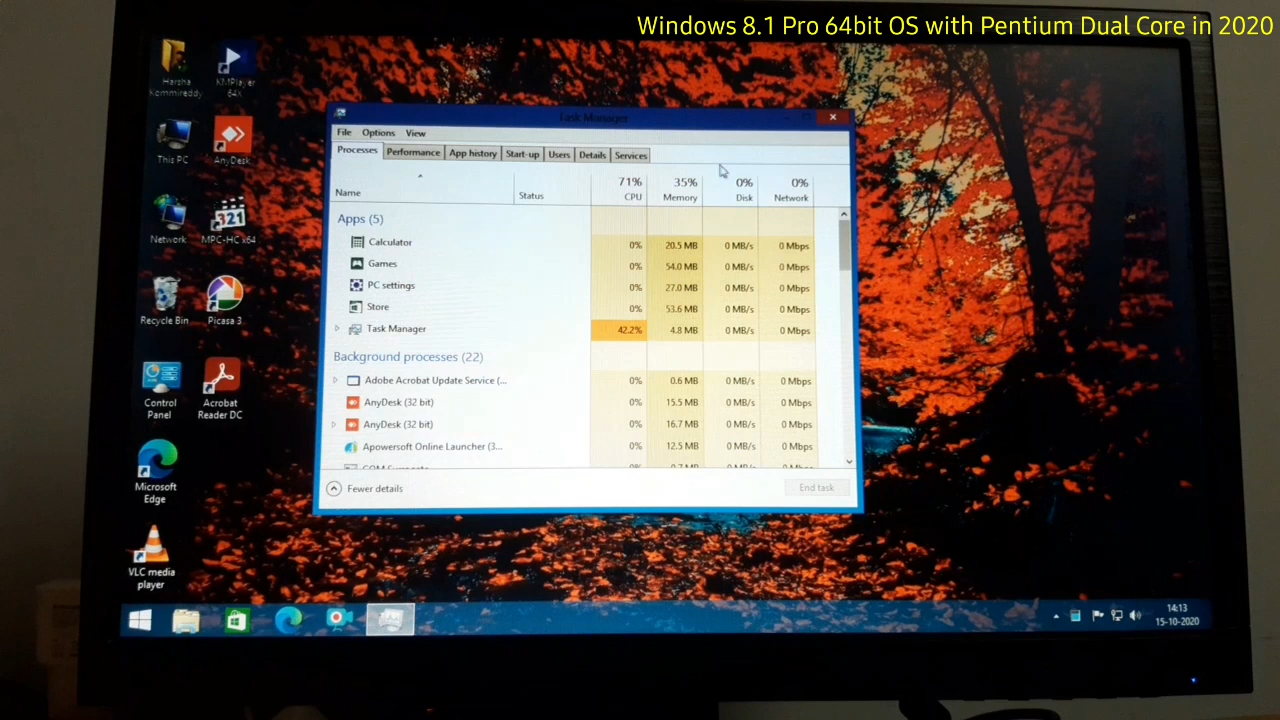 Windows 8.1 Pro 64bit OS with Pentium Dual Core in 2020
Harsha
Kommireddy
KMPlayer
64X
This PC
AnyDesk
Network
MPC-HC x64
321
Recycle Bin
Picasa 3
Control
Panel
Acrobat
Reader DC
Microsoft
Edge
VLC media
player
Task Manager
File Options View
Processes Performance App history Start-up Users Details Services
71% 35% 0% 0%
Name Status CPU Memory Disk Network
Apps (5)
Calculator 0% 20.5 MB 0 MB/s 0 Mbps
Games 0% 54.0 MB 0 MB/s 0 Mbps
PC settings 0% 27.0 MB 0 MB/s 0 Mbps
Store 0% 53.6 MB 0 MB/s 0 Mbps
Task Manager 42.2% 4.8 MB 0 MB/s 0 Mbps
Background processes (22)
Adobe Acrobat Update Service (... 0% 0.6 MB 0 MB/s 0 Mbps
AnyDesk (32 bit) 0% 15.5 MB 0 MB/s 0 Mbps
AnyDesk (32 bit) 0% 16.7 MB 0 MB/s 0 Mbps
Apowersoft Online Launcher (3... 0% 12.5 MB 0 MB/s 0 Mbps
Fewer details End task
14:13
15-10-2020